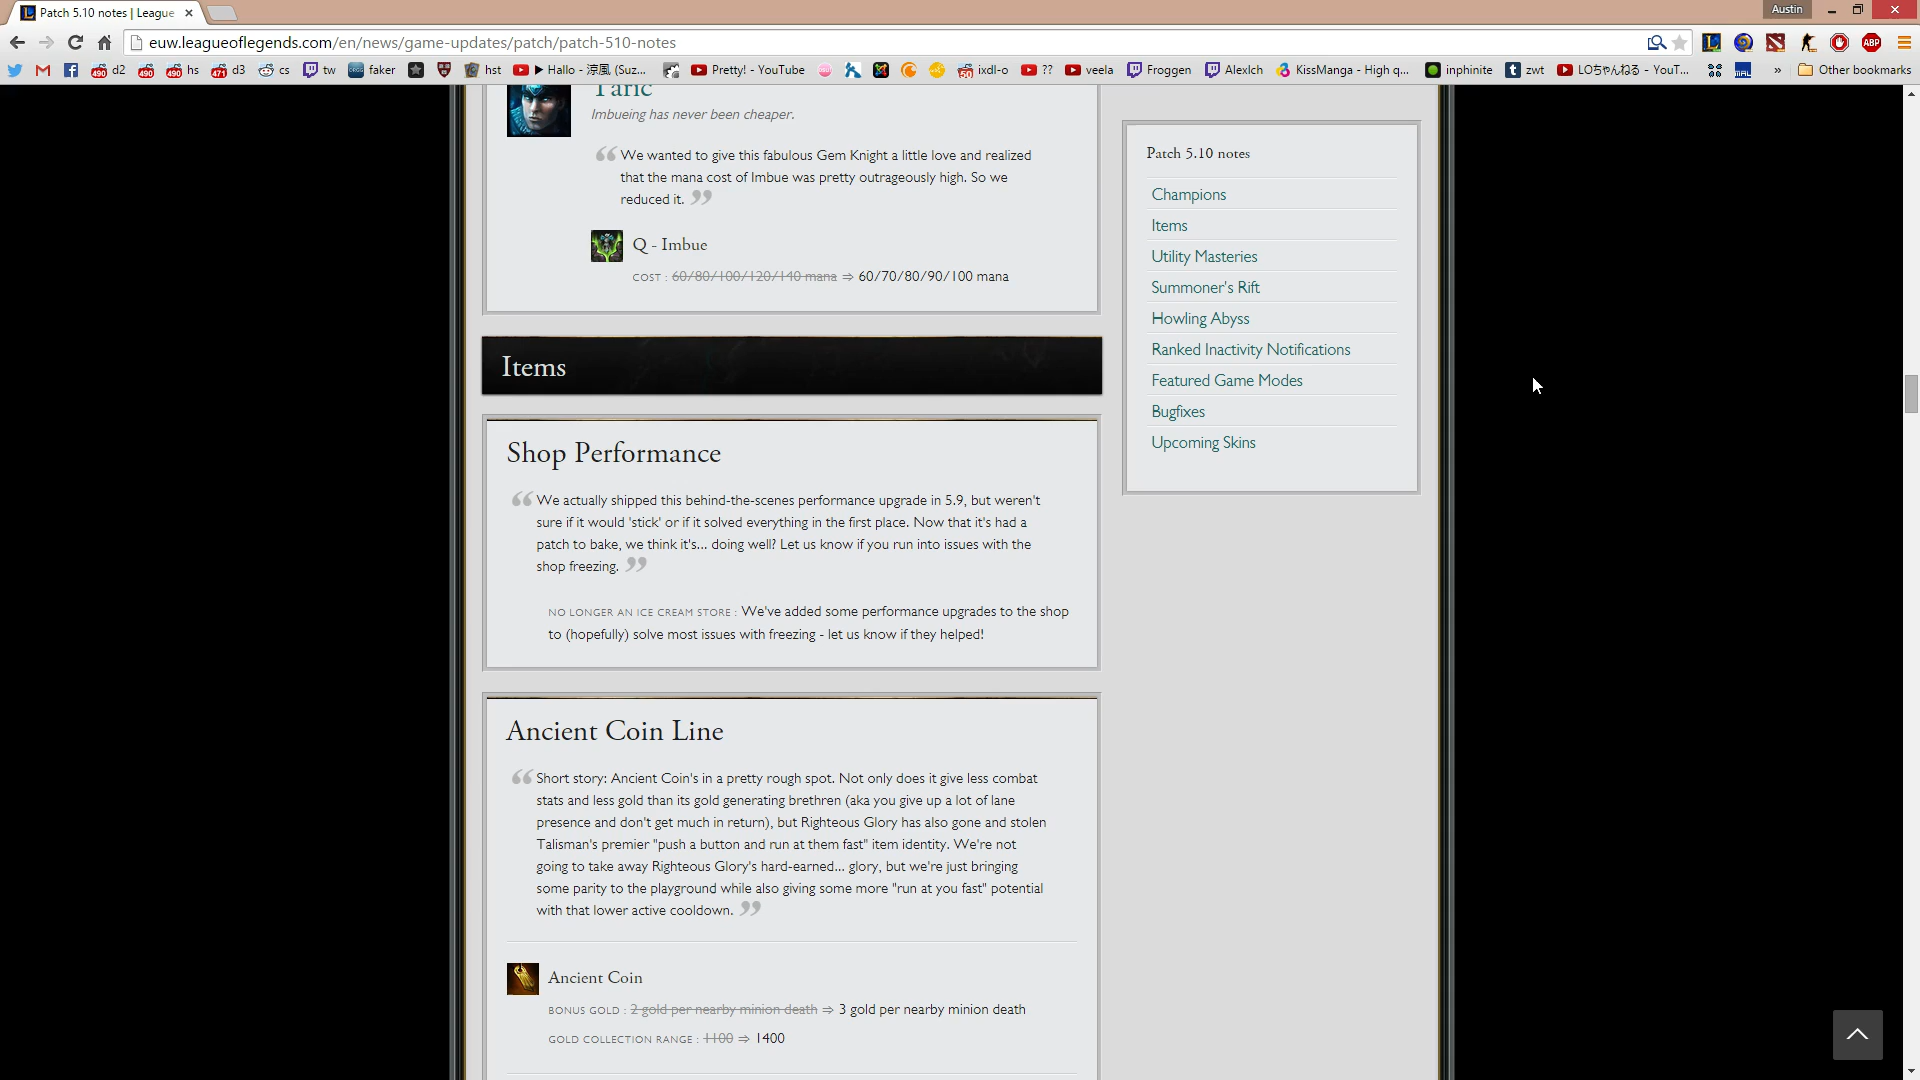 Patch 5.10 notes | League
Austin
euw.leagueoflegends.com/en/news/game-updates/patch/patch-510-notes
490 d2 490 490 hs 471 d3 cs tw faker hst ▶ Hallo - 涼風 (Suz... Pretty! - YouTube 50 ixdl-o ?? veela Froggen AlexIch KissManga - High q... inphinite zwt LOちゃんねる - YouT... MAL » Other bookmarks
ABP
Taric
Imbueing has never been cheaper.
We wanted to give this fabulous Gem Knight a little love and realized
that the mana cost of Imbue was pretty outrageously high. So we
reduced it.
Q - Imbue
COST : 60/80/100/120/140 mana ⇒ 60/70/80/90/100 mana
Items
Shop Performance
We actually shipped this behind-the-scenes performance upgrade in 5.9, but weren't
sure if it would 'stick' or if it solved everything in the first place. Now that it's had a
patch to bake, we think it's... doing well? Let us know if you run into issues with the
shop freezing.
NO LONGER AN ICE CREAM STORE : We've added some performance upgrades to the shop
to (hopefully) solve most issues with freezing - let us know if they helped!
Ancient Coin Line
Short story: Ancient Coin's in a pretty rough spot. Not only does it give less combat
stats and less gold than its gold generating brethren (aka you give up a lot of lane
presence and don't get much in return), but Righteous Glory has also gone and stolen
Talisman's premier "push a button and run at them fast" item identity. We're not
going to take away Righteous Glory's hard-earned... glory, but we're just bringing
some parity to the playground while also giving some more "run at you fast" potential
with that lower active cooldown.
Ancient Coin
BONUS GOLD : 2 gold per nearby minion death ⇒ 3 gold per nearby minion death
GOLD COLLECTION RANGE : 1100 ⇒ 1400
Patch 5.10 notes
Champions
Items
Utility Masteries
Summoner's Rift
Howling Abyss
Ranked Inactivity Notifications
Featured Game Modes
Bugfixes
Upcoming Skins